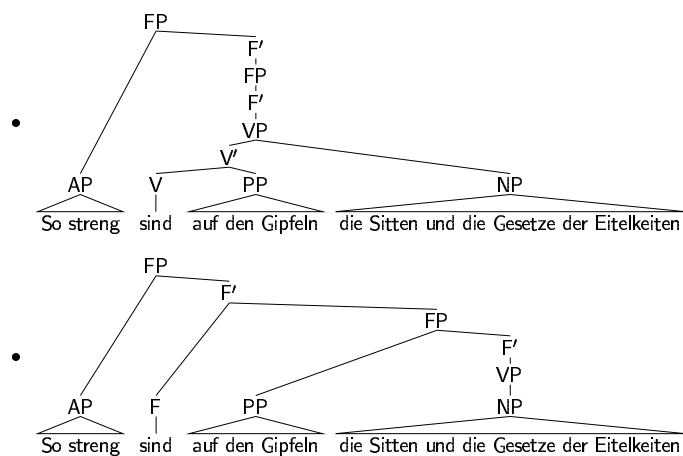 FP
F′
FP
F′
VP
V′
AP V PP NP
So streng sind auf den Gipfeln die Sitten und die Gesetze der Eitelkeiten
FP
F′
FP
F′
VP
AP F PP NP
So streng sind auf den Gipfeln die Sitten und die Gesetze der Eitelkeiten